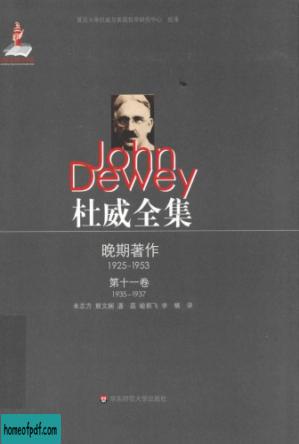 复旦大学杜威与美国哲学研究中心 组译
John
Dewey
杜威全集
晚期著作
1925-1953
第十一卷
1935-1937
朱志方 熊文娴 潘磊 喻郭飞 李楠 译
华东师范大学出版社
homeofpdf.com